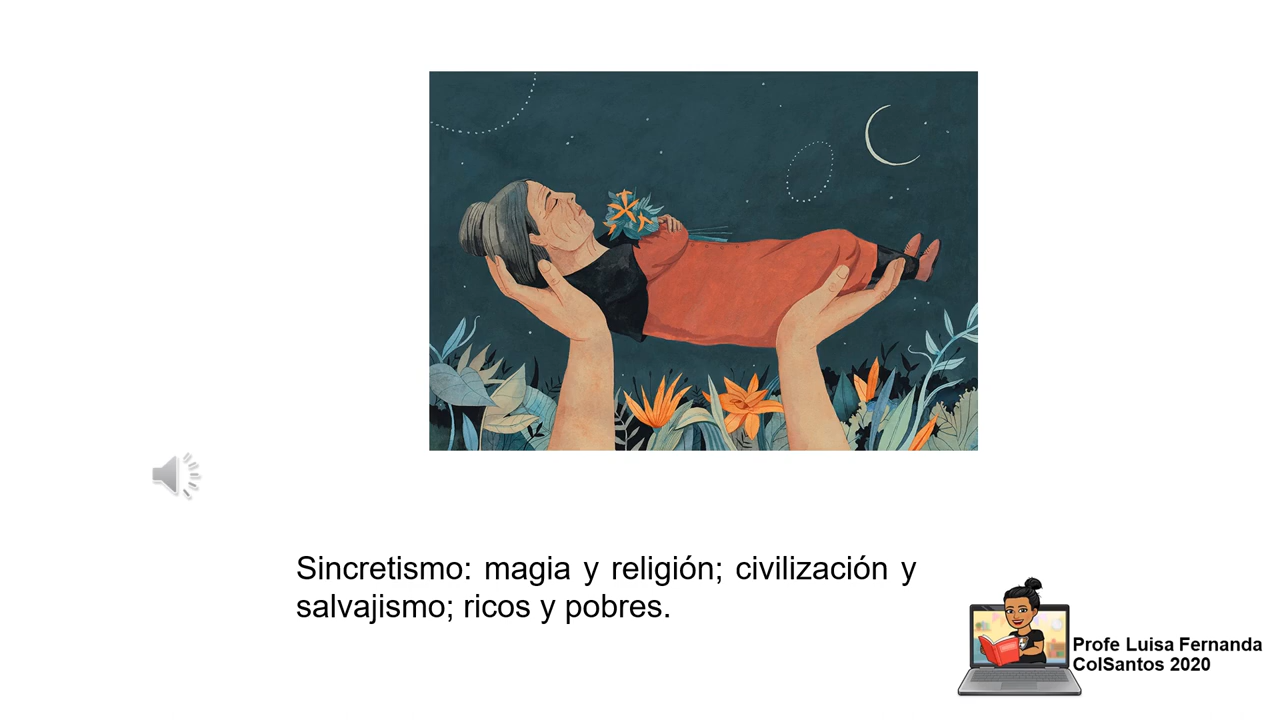 Sincretismo: magia y religión; civilización y
salvajismo; ricos y pobres.
Profe Luisa Fernanda
ColSantos 2020